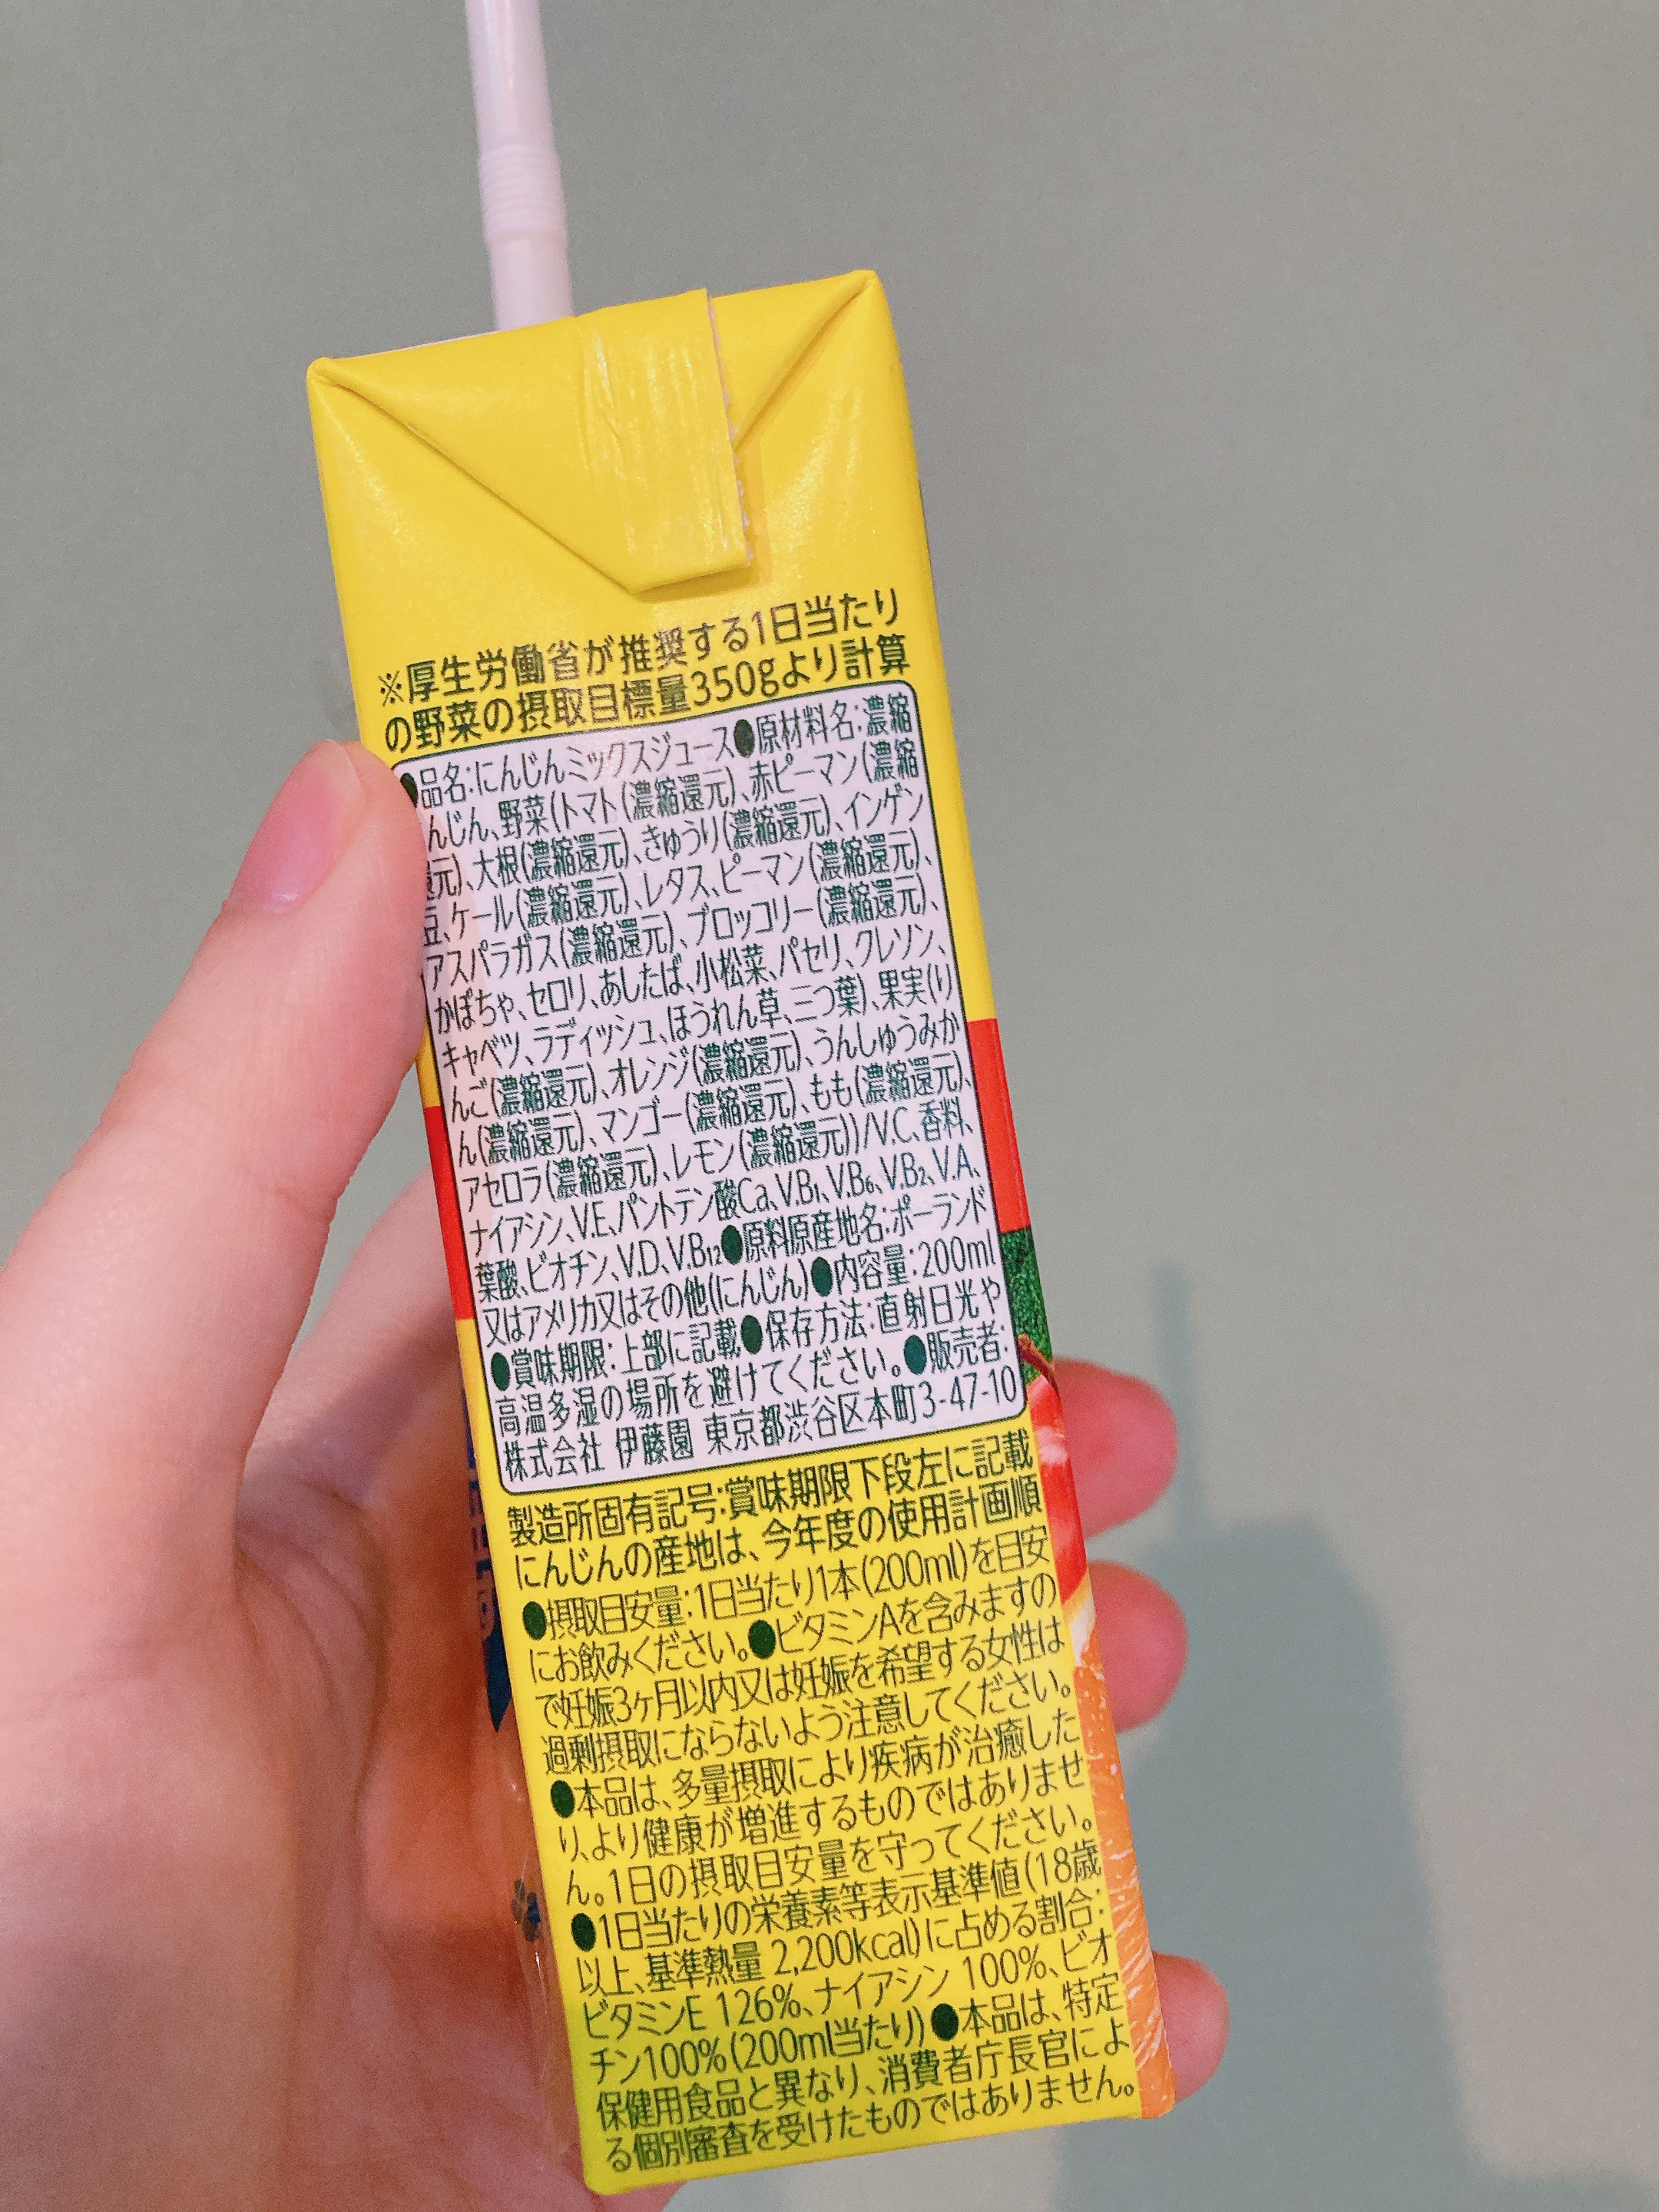 ※厚生労働省が推奨する1日当たり
の野菜の摂取目標量350gより計算
●品名:にんじんミックスジュース●原材料名:濃縮
んじん、野菜(トマト(濃縮還元)、赤ピーマン(濃縮
還元)、大根(濃縮還元)、きゅうり(濃縮還元)、インゲン
豆、ケール(濃縮還元)、レタス、ピーマン(濃縮還元)、
アスパラガス(濃縮還元)、ブロッコリー(濃縮還元)、
かぼちゃ、セロリ、あしたば、小松菜、パセリ、クレソン、
キャベツ、ラディッシュ、ほうれん草、三つ葉)、果実(り
んご(濃縮還元)、オレンジ(濃縮還元)、うんしゅうみか
ん(濃縮還元)、マンゴー(濃縮還元)、もも(濃縮還元)、
アセロラ(濃縮還元)、レモン(濃縮還元))/V.C、香料、
ナイアシン、V.E、パントテン酸Ca、V.B₁、V.B₆、V.B₂、V.A、
葉酸、ビオチン、V.D、V.B₁₂●原料原産地名:ポーランド
又はアメリカ又はその他(にんじん)●内容量:200ml
●賞味期限:上部に記載●保存方法:直射日光や
高温多湿の場所を避けてください。●販売者:
株式会社 伊藤園 東京都渋谷区本町3-47-10
製造所固有記号:賞味期限下段左に記載
にんじんの産地は、今年度の使用計画順
●摂取目安量:1日当たり1本(200ml)を目安
にお飲みください。●ビタミンAを含みますの
で妊娠3ヶ月以内又は妊娠を希望する女性は
過剰摂取にならないよう注意してください。
●本品は、多量摂取により疾病が治癒した
り、より健康が増進するものではありませ
ん。1日の摂取目安量を守ってください。
●1日当たりの栄養素等表示基準値(18歳
以上、基準熱量 2,200kcal)に占める割合:
ビタミンE 126%、ナイアシン 100%、ビオ
チン100%(200ml当たり)●本品は、特定
保健用食品と異なり、消費者庁長官によ
る個別審査を受けたものではありません。